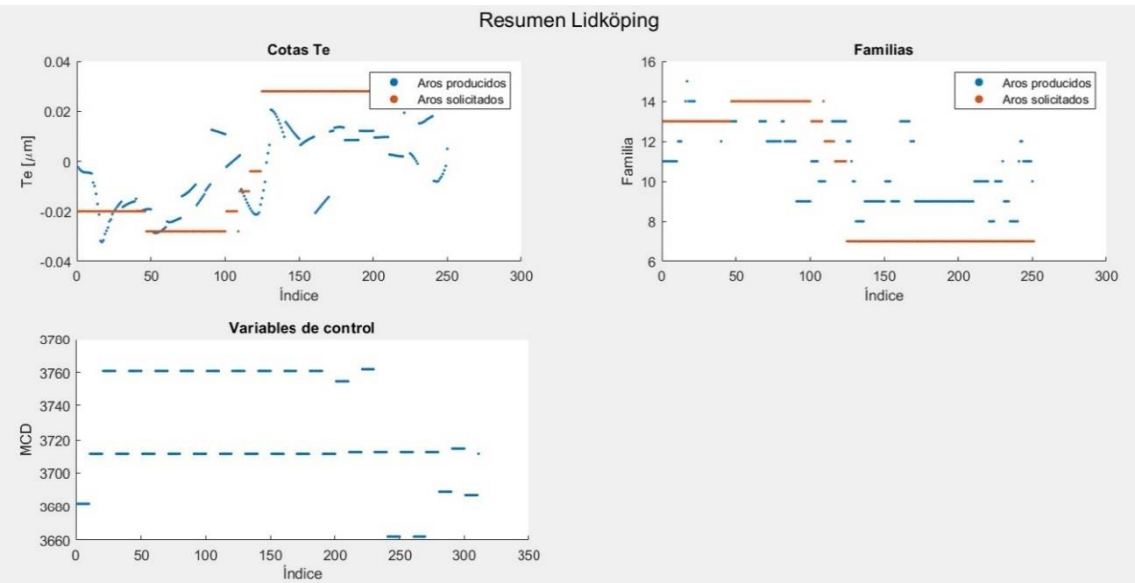 Resumen Lidköping
Cotas Te
0.04
0.02
0
-0.02
-0.04
Te [μm]
0 50 100 150 200 250 300
Índice
Aros producidos
Aros solicitados
Familias
16
14
12
10
8
6
Familia
0 50 100 150 200 250 300
Índice
Aros producidos
Aros solicitados
Variables de control
3780
3760
3740
3720
3700
3680
3660
MCD
0 50 100 150 200 250 300 350
Índice